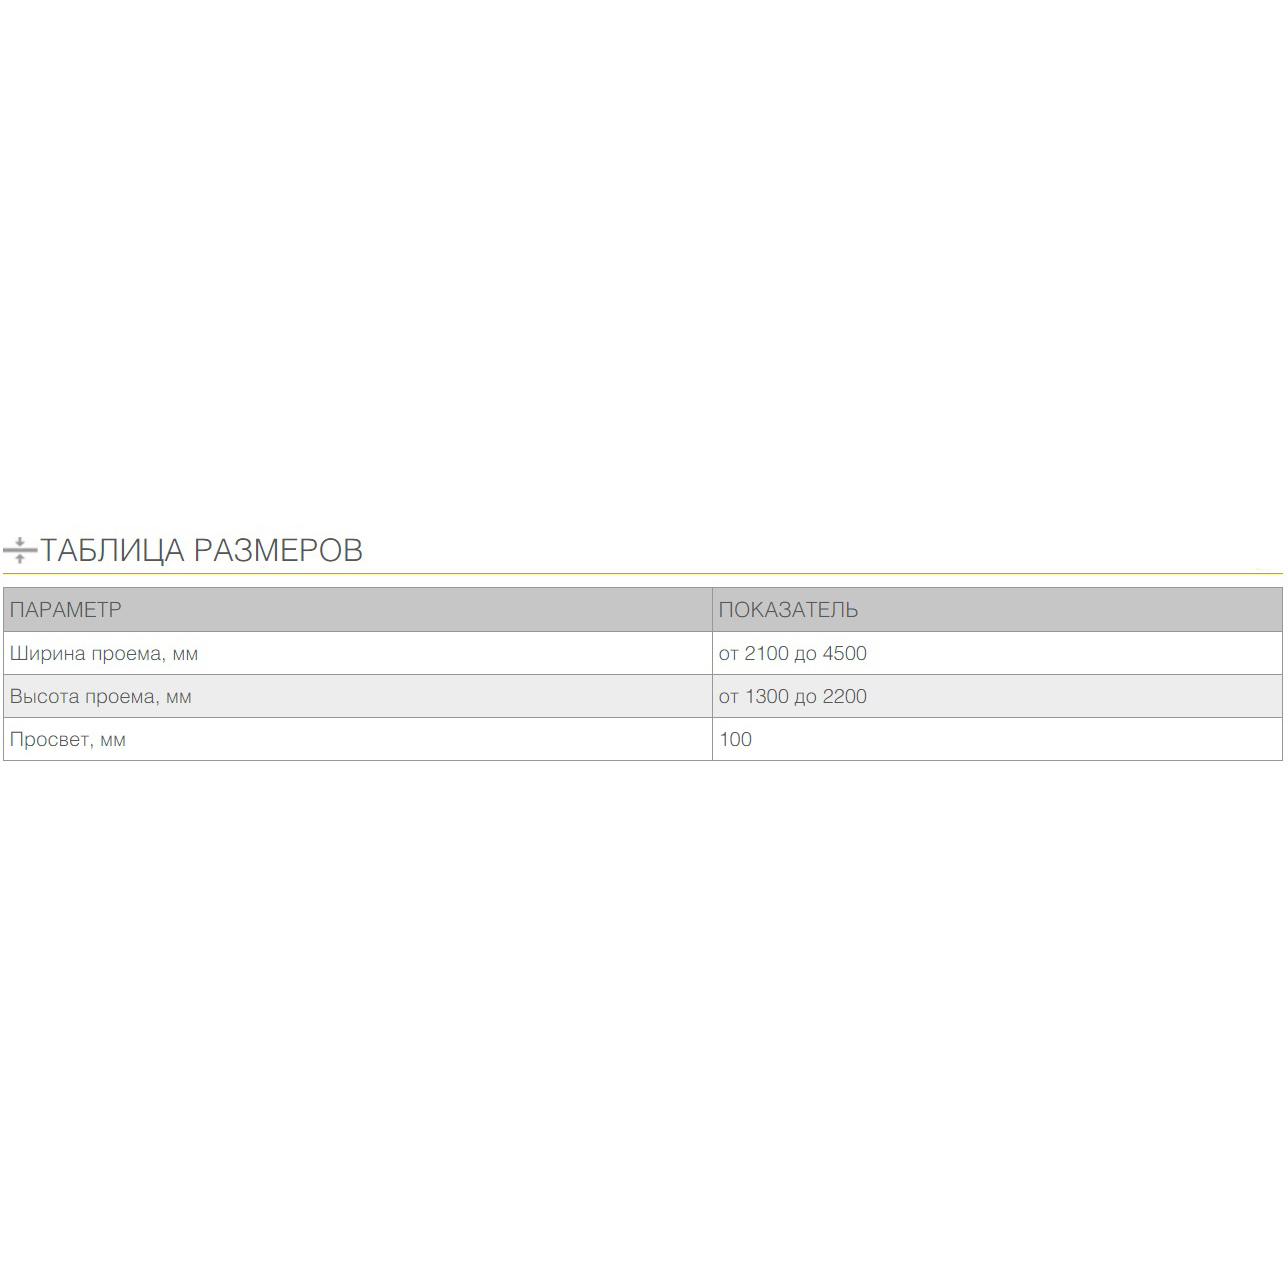 ТАБЛИЦА РАЗМЕРОВ
ПАРАМЕТР ПОКАЗАТЕЛЬ
Ширина проема, мм от 2100 до 4500
Высота проема, мм от 1300 до 2200
Просвет, мм 100